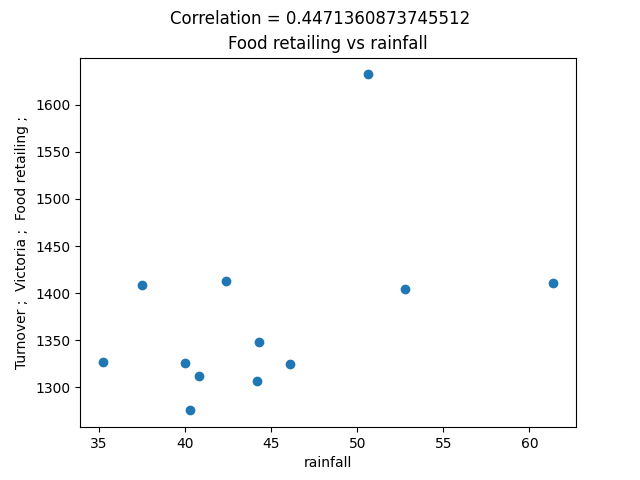 Correlation = 0.4471360873745512
Food retailing vs rainfall
Turnover ;  Victoria ;  Food retailing ;
1600
1550
1500
1450
1400
1350
1300
35 40 45 50 55 60
rainfall